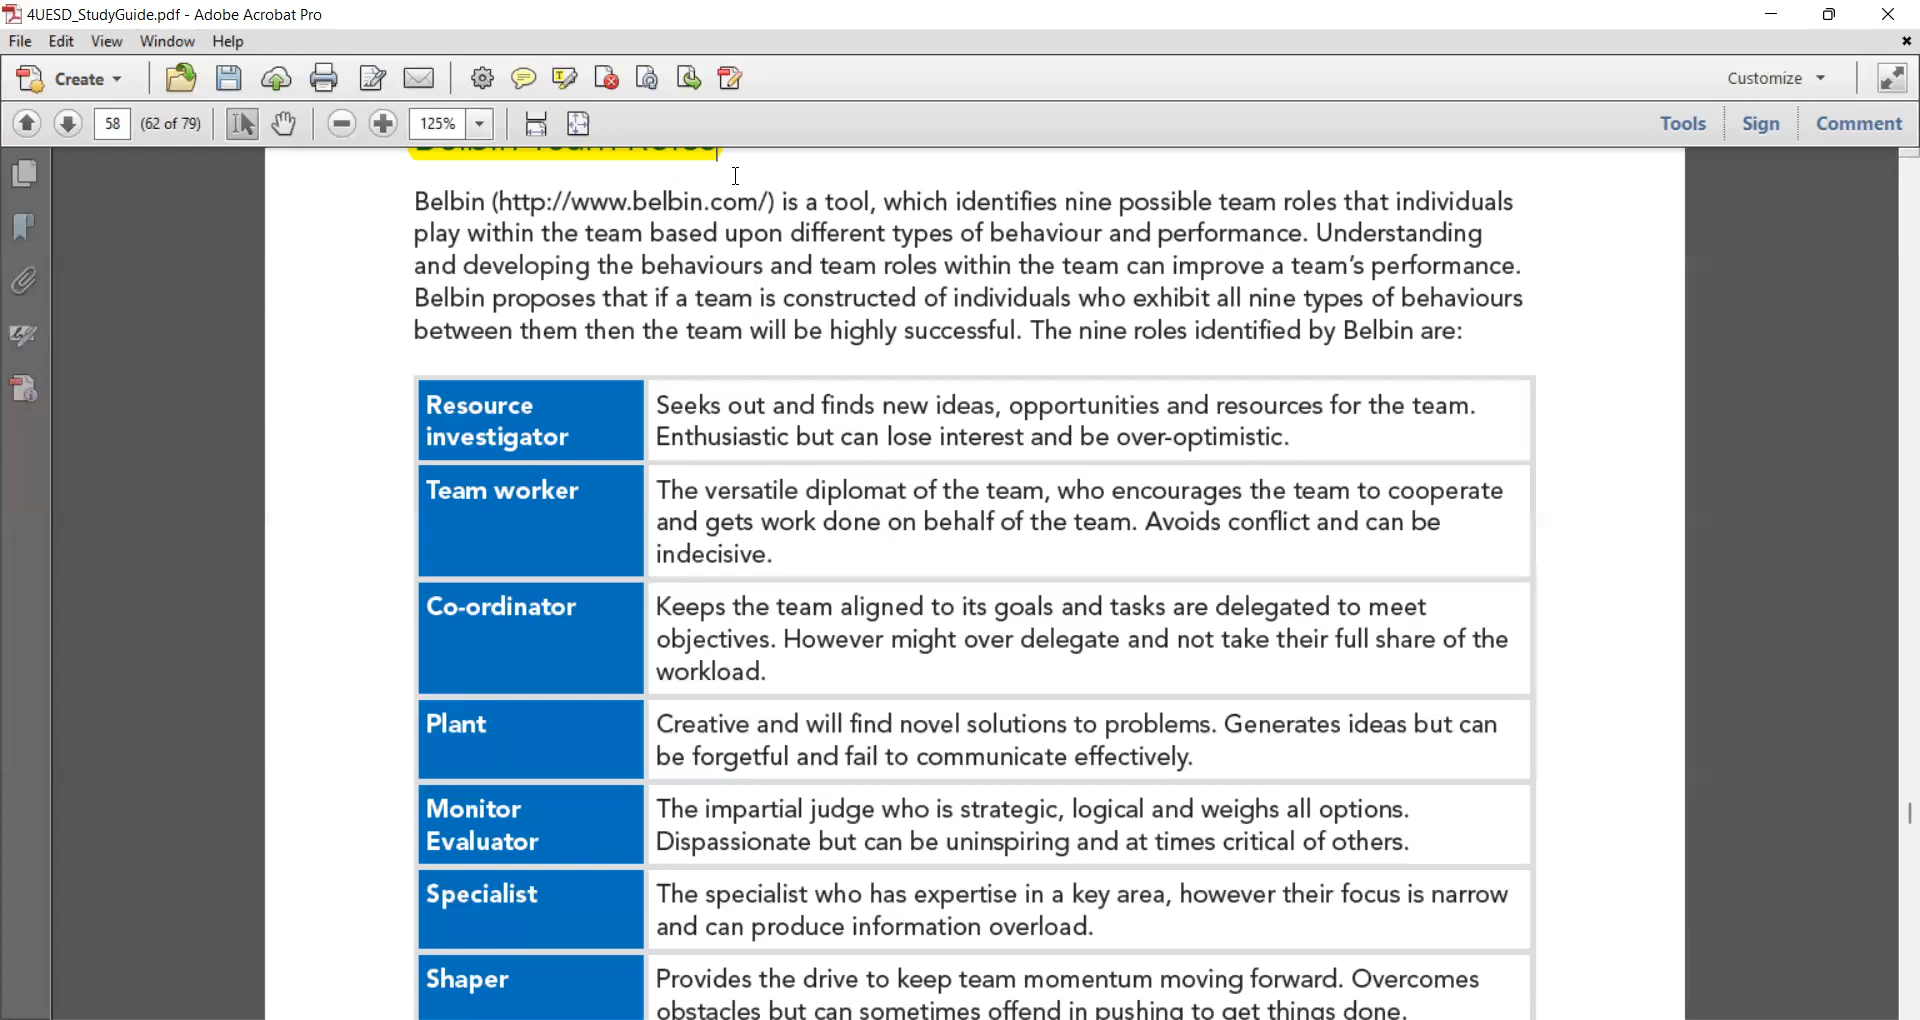 4UESD_StudyGuide.pdf - Adobe Acrobat Pro
File Edit View Window Help
Create Customize
58 (62 of 79) 125% Tools Sign Comment
Belbin Team Roles
Belbin (http://www.belbin.com/) is a tool, which identifies nine possible team roles that individuals
play within the team based upon different types of behaviour and performance. Understanding
and developing the behaviours and team roles within the team can improve a team's performance.
Belbin proposes that if a team is constructed of individuals who exhibit all nine types of behaviours
between them then the team will be highly successful. The nine roles identified by Belbin are:
Resource
investigator
Seeks out and finds new ideas, opportunities and resources for the team.
Enthusiastic but can lose interest and be over-optimistic.
Team worker
The versatile diplomat of the team, who encourages the team to cooperate
and gets work done on behalf of the team. Avoids conflict and can be
indecisive.
Co-ordinator
Keeps the team aligned to its goals and tasks are delegated to meet
objectives. However might over delegate and not take their full share of the
workload.
Plant
Creative and will find novel solutions to problems. Generates ideas but can
be forgetful and fail to communicate effectively.
Monitor
Evaluator
The impartial judge who is strategic, logical and weighs all options.
Dispassionate but can be uninspiring and at times critical of others.
Specialist
The specialist who has expertise in a key area, however their focus is narrow
and can produce information overload.
Shaper
Provides the drive to keep team momentum moving forward. Overcomes
obstacles but can sometimes offend in pushing to get things done.